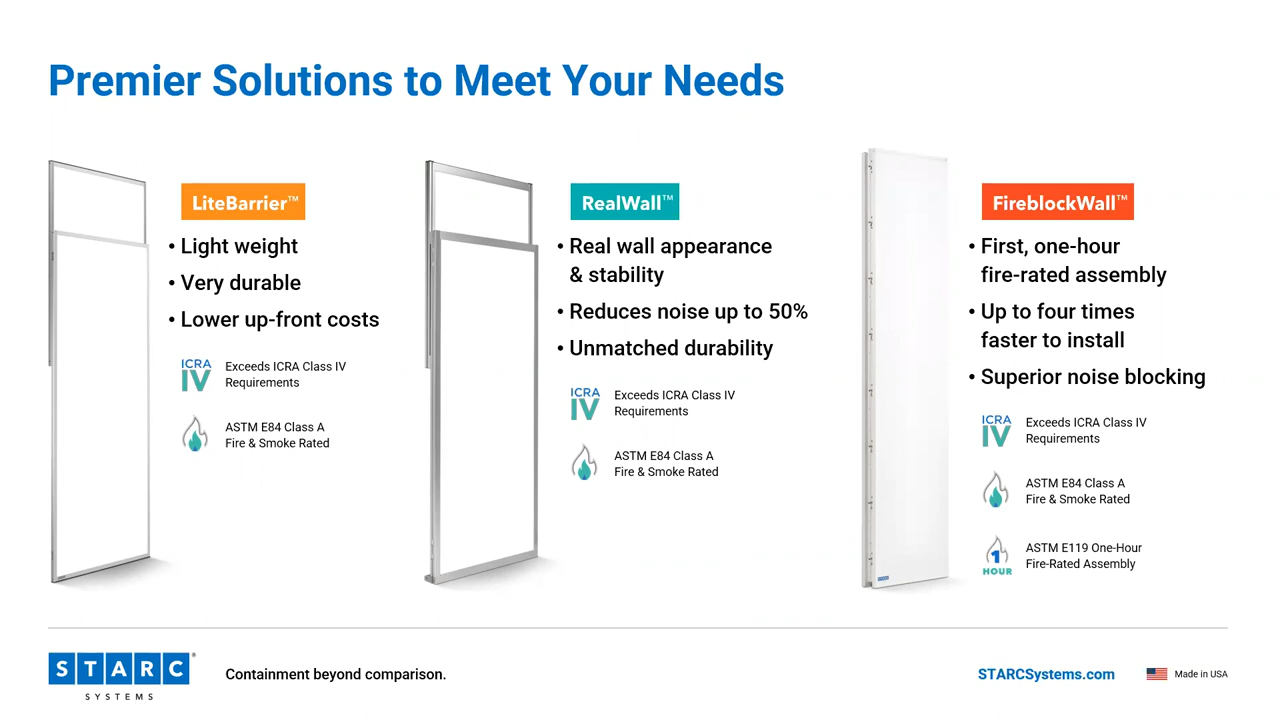 Premier Solutions to Meet Your Needs
LiteBarrier™
• Light weight
• Very durable
• Lower up-front costs
ICRA
IV
Exceeds ICRA Class IV
Requirements
ASTM E84 Class A
Fire & Smoke Rated
RealWall™
• Real wall appearance
& stability
• Reduces noise up to 50%
• Unmatched durability
ICRA
IV
Exceeds ICRA Class IV
Requirements
ASTM E84 Class A
Fire & Smoke Rated
FireblockWall™
• First, one-hour
fire-rated assembly
• Up to four times
faster to install
• Superior noise blocking
ICRA
IV
Exceeds ICRA Class IV
Requirements
ASTM E84 Class A
Fire & Smoke Rated
1
HOUR
ASTM E119 One-Hour
Fire-Rated Assembly
STARC®
SYSTEMS
Containment beyond comparison.
STARCSystems.com
Made in USA